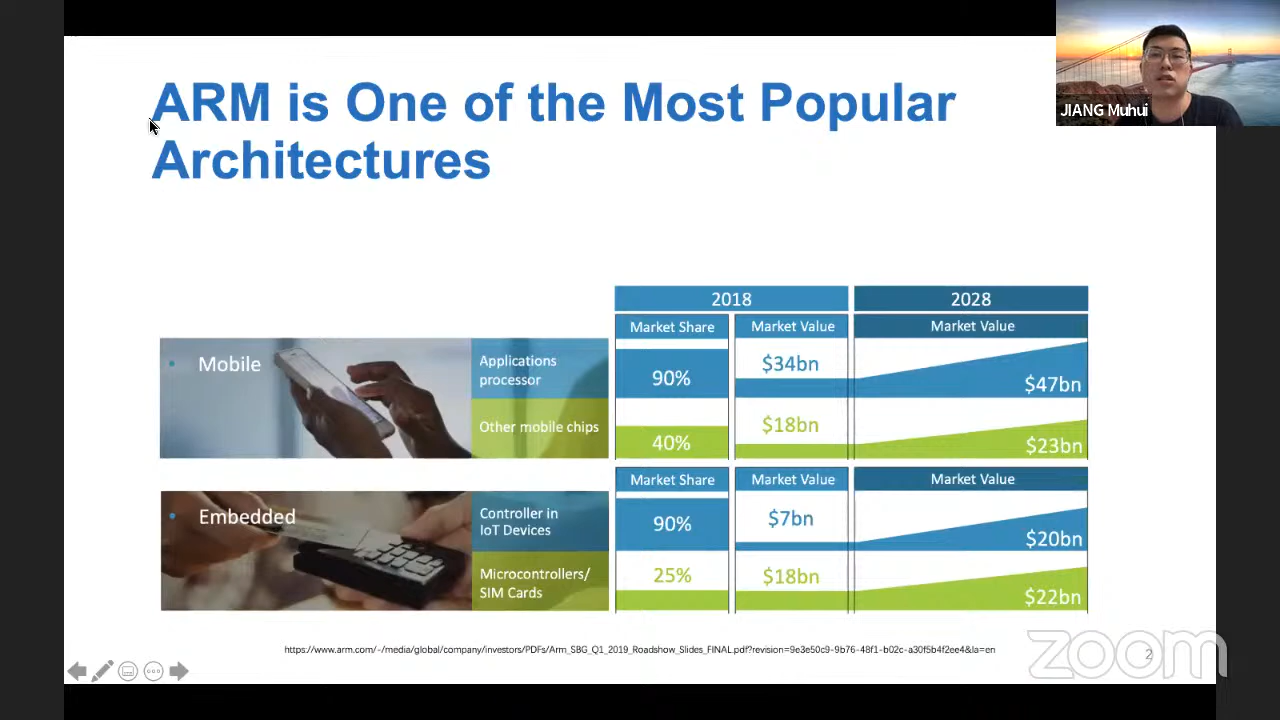 ARM is One of the Most Popular
Architectures
JIANG Muhui
2018
2028
Market Share
Market Value
Market Value
• Mobile
Applications
processor
90%
$34bn
$47bn
Other mobile chips
40%
$18bn
$23bn
Market Share
Market Value
Market Value
• Embedded
Controller in
IoT Devices
90%
$7bn
$20bn
Microcontrollers/
SIM Cards
25%
$18bn
$22bn
https://www.arm.com/-/media/global/company/investors/PDFs/Arm_SBG_Q1_2019_Roadshow_Slides_FINAL.pdf?revision=9e3e50c9-9b76-48f1-b02c-a30f5b4f2ee4&la=en
2
zoom